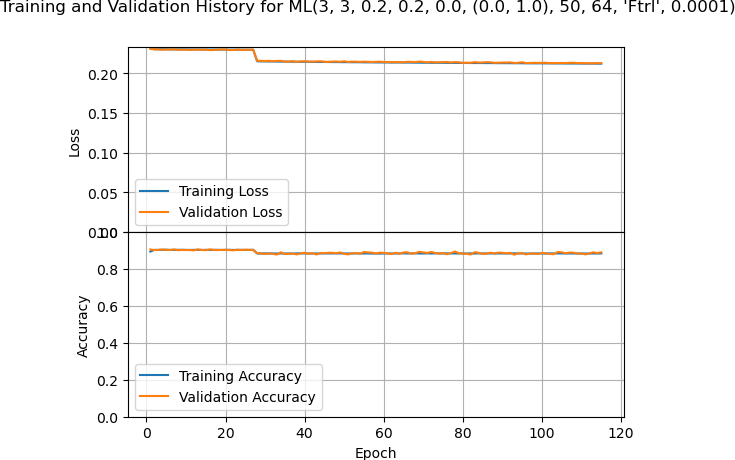 Training and Validation History for ML(3, 3, 0.2, 0.2, 0.0, (0.0, 1.0), 50, 64, 'Ftrl', 0.0001)
0.20
0.15
0.10
0.05
0.00
Loss
Training Loss
Validation Loss
1.0
0.8
0.6
0.4
0.2
0.0
Accuracy
Training Accuracy
Validation Accuracy
0 20 40 60 80 100 120
Epoch